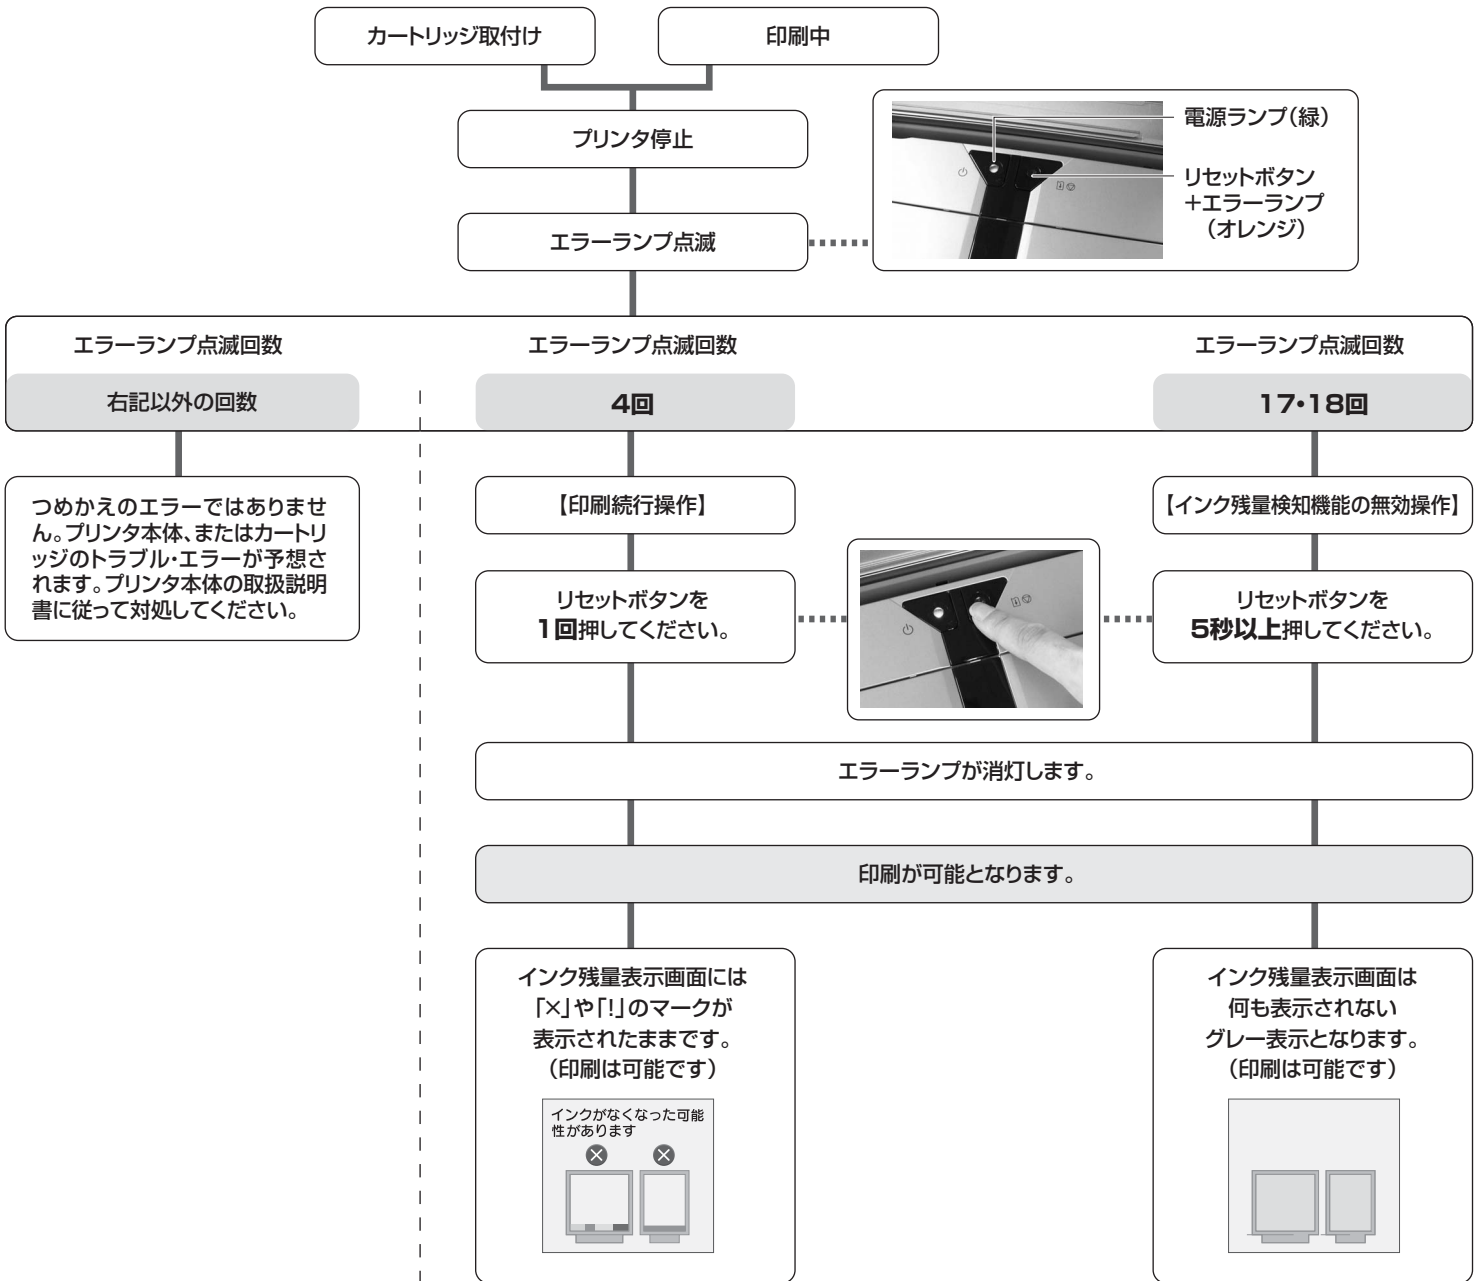 カートリッジ取付け
印刷中
プリンタ停止
電源ランプ(緑)
リセットボタン
+エラーランプ
(オレンジ)
エラーランプ点滅
エラーランプ点滅回数
エラーランプ点滅回数
エラーランプ点滅回数
右記以外の回数
4回
17・18回
つめかえのエラーではありませ
ん。プリンタ本体、またはカートリ
ッジのトラブル・エラーが予想さ
れます。プリンタ本体の取扱説明
書に従って対処してください。
【印刷続行操作】
【インク残量検知機能の無効操作】
リセットボタンを
1回押してください。
リセットボタンを
5秒以上押してください。
エラーランプが消灯します。
印刷が可能となります。
インク残量表示画面には
「×」や「!」のマークが
表示されたままです。
(印刷は可能です)
インクがなくなった可能
性があります
インク残量表示画面は
何も表示されない
グレー表示となります。
(印刷は可能です)